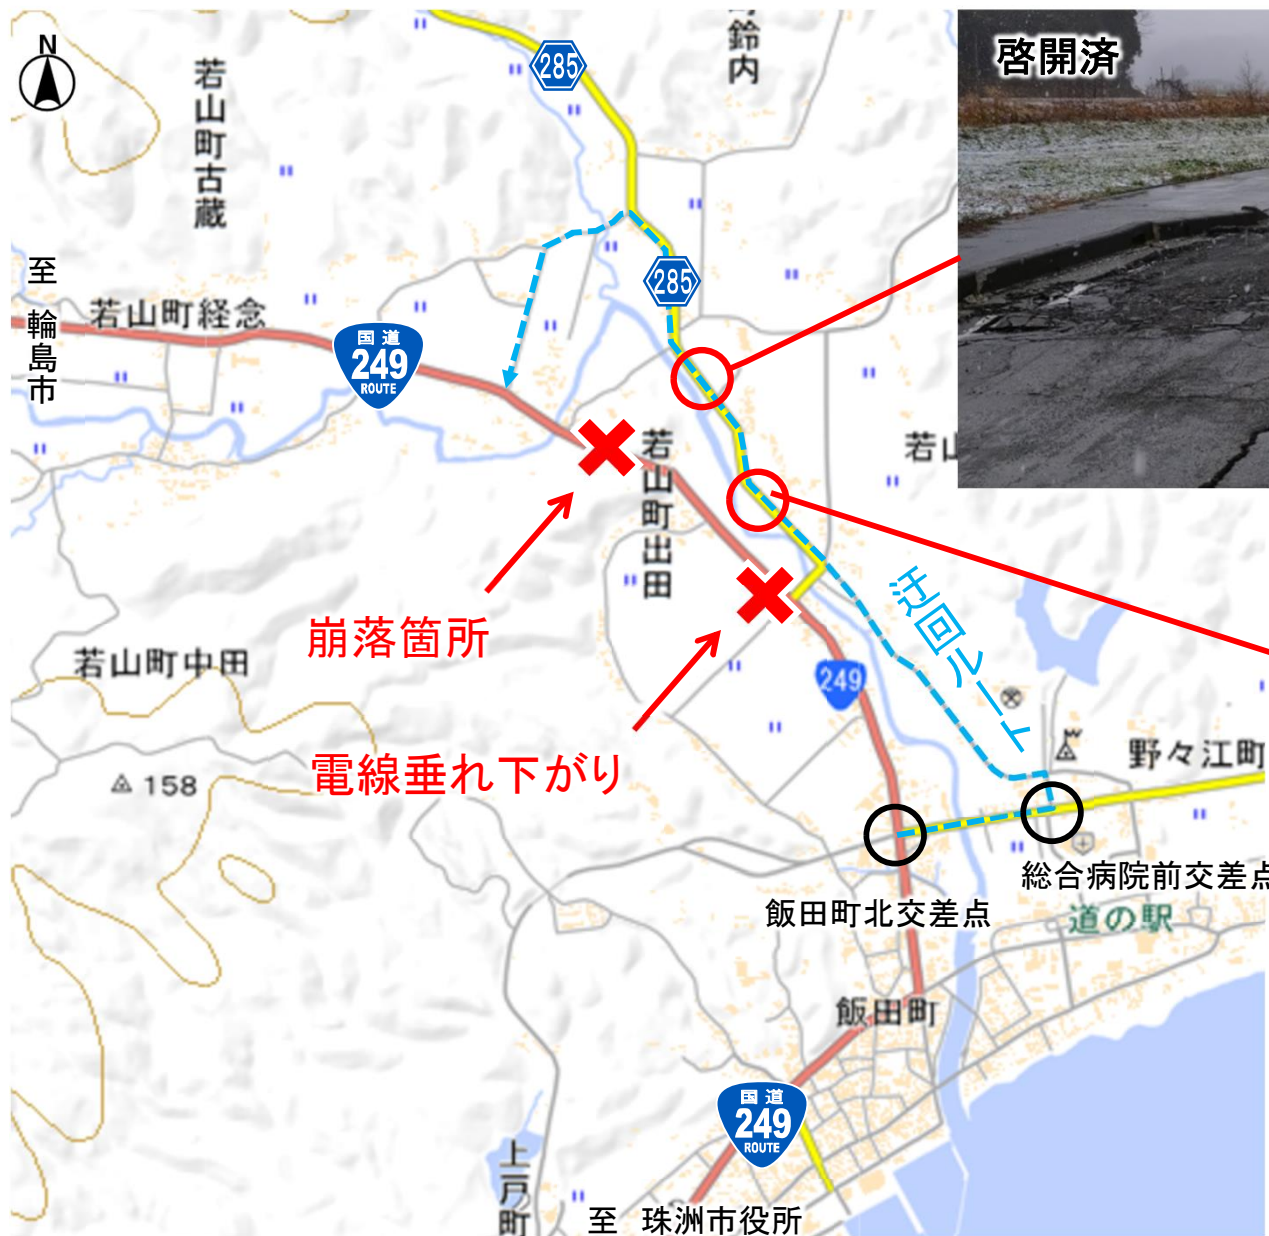 N
285
鈴内
啓開済
若山町古蔵
至 輪島市
若山町経念
国道
249
ROUTE
285
若山町出田
若山
崩落箇所
迂回ルート
若山町中田
249
電線垂れ下がり
158
野々江町
総合病院前交差点
飯田町北交差点
道の駅
飯田町
国道
249
ROUTE
上戸町
至 珠洲市役所